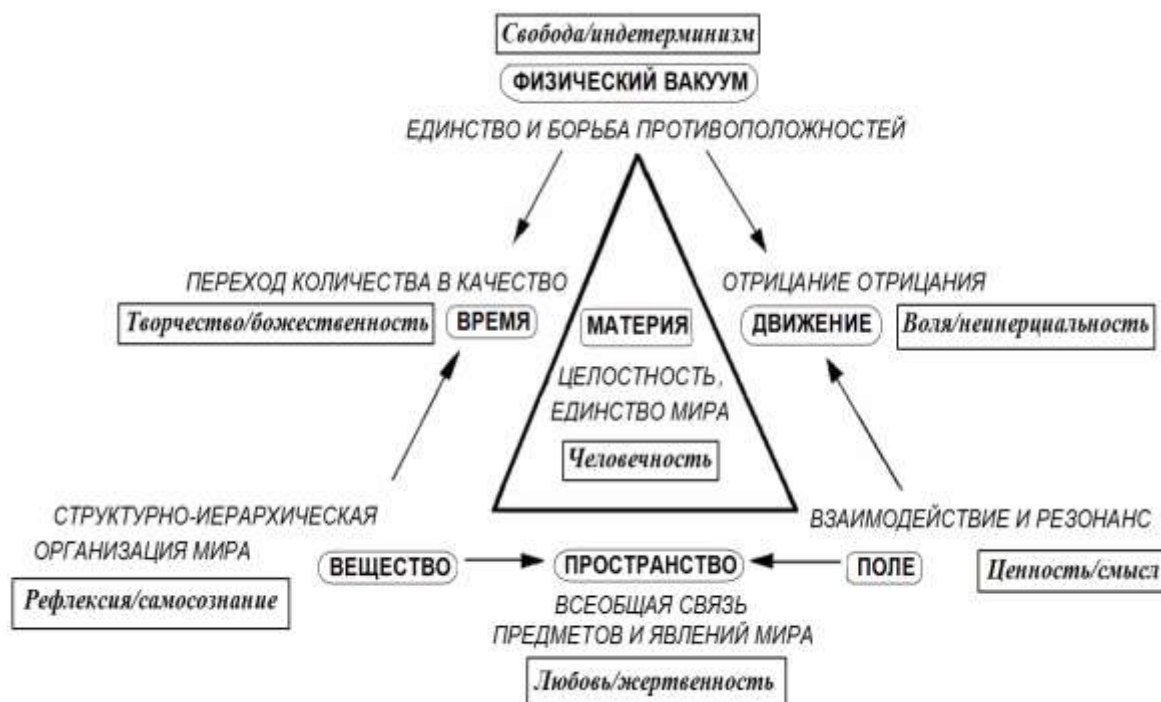 Свобода/индетерминизм
ФИЗИЧЕСКИЙ ВАКУУМ
ЕДИНСТВО И БОРЬБА ПРОТИВОПОЛОЖНОСТЕЙ
ПЕРЕХОД КОЛИЧЕСТВА В КАЧЕСТВО
Творчество/божественность
ВРЕМЯ
ОТРИЦАНИЕ ОТРИЦАНИЯ
ДВИЖЕНИЕ
Воля/неинерциальность
МАТЕРИЯ
ЦЕЛОСТНОСТЬ,
ЕДИНСТВО МИРА
Человечность
СТРУКТУРНО-ИЕРАРХИЧЕСКАЯ
ОРГАНИЗАЦИЯ МИРА
ВЕЩЕСТВО
Рефлексия/самосознание
ПРОСТРАНСТВО
ВСЕОБЩАЯ СВЯЗЬ
ПРЕДМЕТОВ И ЯВЛЕНИЙ МИРА
Любовь/жертвенность
ВЗАИМОДЕЙСТВИЕ И РЕЗОНАНС
ПОЛЕ
Ценность/смысл